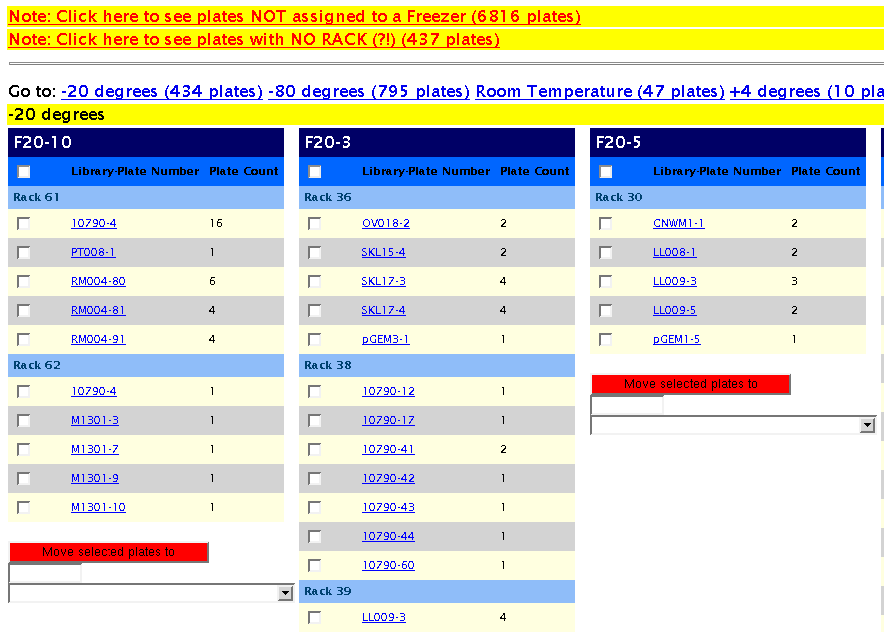 Note: Click here to see plates NOT assigned to a Freezer (6816 plates)
Note: Click here to see plates with NO RACK (?!) (437 plates)
Go to: -20 degrees (434 plates) -80 degrees (795 plates) Room Temperature (47 plates) +4 degrees (10 pla
-20 degrees
F20-10
Library-Plate Number Plate Count
Rack 61
10790-4 16
PT008-1 1
RM004-80 6
RM004-81 4
RM004-91 4
Rack 62
10790-4 1
M1301-3 1
M1301-7 1
M1301-9 1
M1301-10 1
Move selected plates to
F20-3
Library-Plate Number Plate Count
Rack 36
OV018-2 2
SKL15-4 2
SKL17-3 4
SKL17-4 4
pGEM3-1 1
Rack 38
10790-12 1
10790-17 1
10790-41 2
10790-42 1
10790-43 1
10790-44 1
10790-60 1
Rack 39
LL009-3 4
F20-5
Library-Plate Number Plate Count
Rack 30
CNWM1-1 2
LL008-1 2
LL009-3 3
LL009-5 2
pGEM1-5 1
Move selected plates to